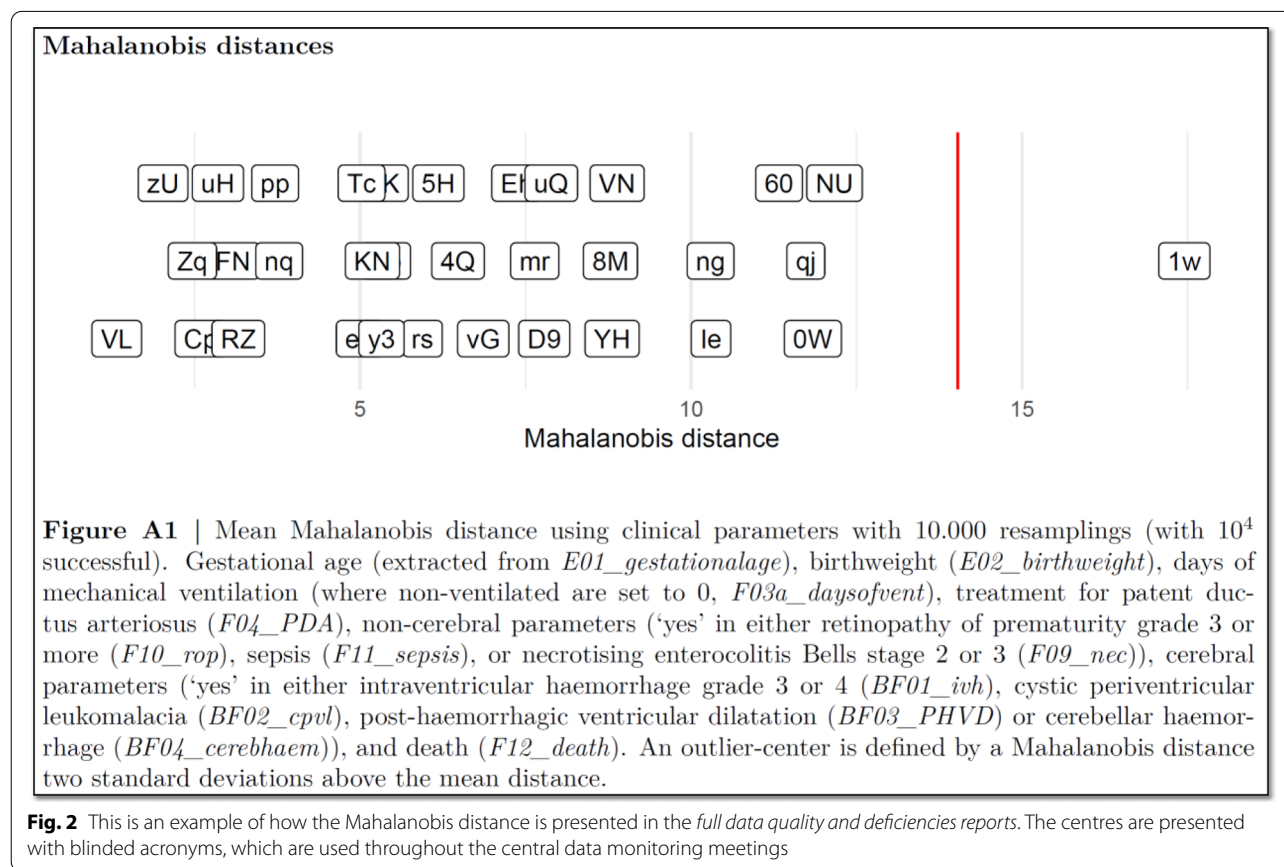 Mahalanobis distances
zU uH pp Tc K 5H uQ VN 60 NU
Zq FN nq KN 4Q mr 8M ng qj 1w
VL RZ y3 rs vG D9 YH 0W
5 10 15
Mahalanobis distance
Figure A1 | Mean Mahalanobis distance using clinical parameters with 10.000 resamplings (with 10⁴
successful). Gestational age (extracted from E01_gestationalage), birthweight (E02_birthweight), days of
mechanical ventilation (where non-ventilated are set to 0, F03a_daysofvent), treatment for patent duc-
tus arteriosus (F04_PDA), non-cerebral parameters (‘yes’ in either retinopathy of prematurity grade 3 or
more (F10_rop), sepsis (F11_sepsis), or necrotising enterocolitis Bells stage 2 or 3 (F09_nec)), cerebral
parameters (‘yes’ in either intraventricular haemorrhage grade 3 or 4 (BF01_ivh), cystic periventricular
leukomalacia (BF02_cpvl), post-haemorrhagic ventricular dilatation (BF03_PHVD) or cerebellar haemor-
rhage (BF04_cerebhaem)), and death (F12_death). An outlier-center is defined by a Mahalanobis distance
two standard deviations above the mean distance.
Fig. 2 This is an example of how the Mahalanobis distance is presented in the full data quality and deficiencies reports. The centres are presented
with blinded acronyms, which are used throughout the central data monitoring meetings